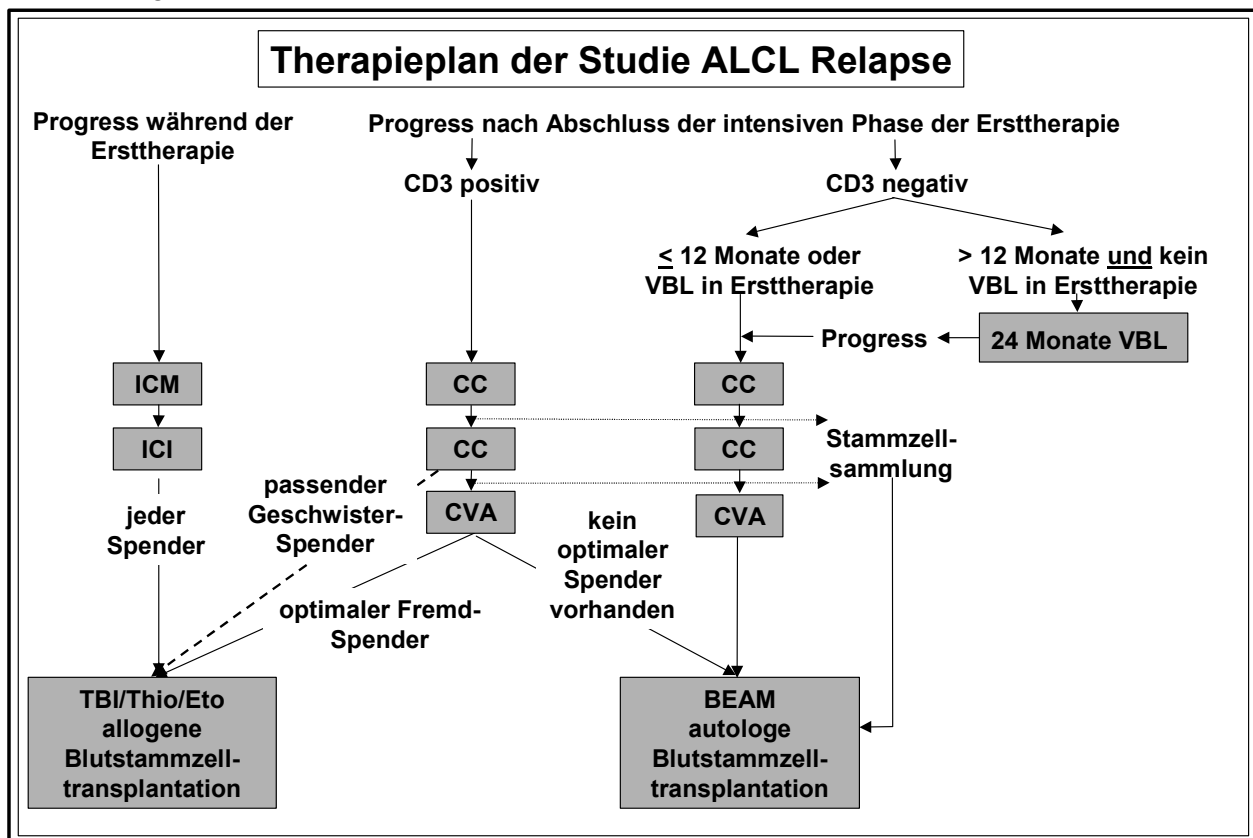 Therapieplan der Studie ALCL Relapse
Progress während der
Ersttherapie
Progress nach Abschluss der intensiven Phase der Ersttherapie
CD3 positiv
CD3 negativ
≤ 12 Monate oder
VBL in Ersttherapie
> 12 Monate und kein
VBL in Ersttherapie
Progress
24 Monate VBL
ICM
CC
CC
ICI
CC
CC
Stammzell-
sammlung
jeder
Spender
passender
Geschwister-
Spender
CVA
kein
optimaler
Spender
vorhanden
CVA
optimaler Fremd-
Spender
TBI/Thio/Eto
allogene
Blutstammzell-
transplantation
BEAM
autologe
Blutstammzell-
transplantation